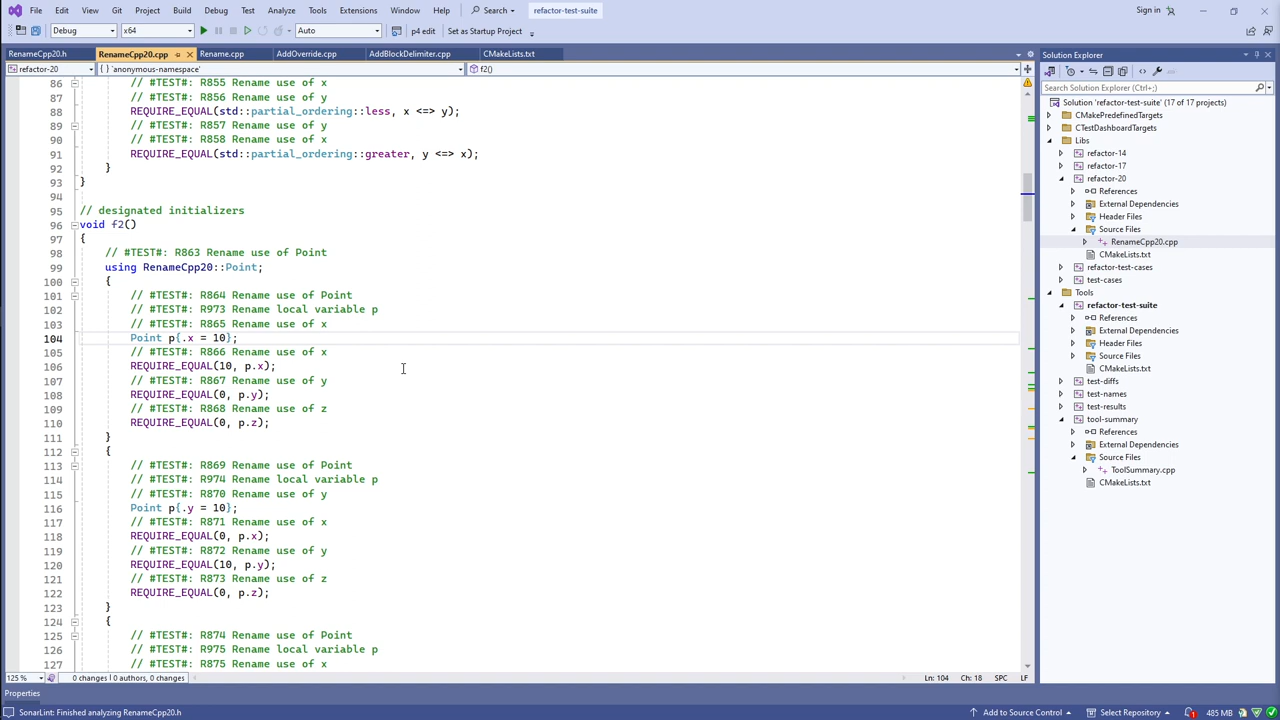 File Edit View Git Project Build Debug Test Analyze Tools Extensions Window Help Search refactor-test-suite Sign in
Debug x64 Auto p4 edit Set as Startup Project
RenameCpp20.h RenameCpp20.cpp Rename.cpp AddOverride.cpp AddBlockDelimiter.cpp CMakeLists.txt
refactor-20 `anonymous-namespace' f2()
86 // #TEST#: R855 Rename use of x
87 // #TEST#: R856 Rename use of y
88 REQUIRE_EQUAL(std::partial_ordering::less, x <=> y);
89 // #TEST#: R857 Rename use of y
90 // #TEST#: R858 Rename use of x
91 REQUIRE_EQUAL(std::partial_ordering::greater, y <=> x);
92 }
93 }
94
95 // designated initializers
96 void f2()
97 {
98 // #TEST#: R863 Rename use of Point
99 using RenameCpp20::Point;
100 {
101 // #TEST#: R864 Rename use of Point
102 // #TEST#: R973 Rename local variable p
103 // #TEST#: R865 Rename use of x
104 Point p{.x = 10};
105 // #TEST#: R866 Rename use of x
106 REQUIRE_EQUAL(10, p.x);
107 // #TEST#: R867 Rename use of y
108 REQUIRE_EQUAL(0, p.y);
109 // #TEST#: R868 Rename use of z
110 REQUIRE_EQUAL(0, p.z);
111 }
112 {
113 // #TEST#: R869 Rename use of Point
114 // #TEST#: R974 Rename local variable p
115 // #TEST#: R870 Rename use of y
116 Point p{.y = 10};
117 // #TEST#: R871 Rename use of x
118 REQUIRE_EQUAL(0, p.x);
119 // #TEST#: R872 Rename use of y
120 REQUIRE_EQUAL(10, p.y);
121 // #TEST#: R873 Rename use of z
122 REQUIRE_EQUAL(0, p.z);
123 }
124 {
125 // #TEST#: R874 Rename use of Point
126 // #TEST#: R975 Rename local variable p
127 // #TEST#: R875 Rename use of x
125 % 0 changes | 0 authors, 0 changes Ln: 104 Ch: 18 SPC LF
Properties
SonarLint: Finished analyzing RenameCpp20.h
Solution Explorer
Search Solution Explorer (Ctrl+;)
Solution 'refactor-test-suite' (17 of 17 projects)
CMakePredefinedTargets
CTestDashboardTargets
Libs
refactor-14
refactor-17
refactor-20
References
External Dependencies
Header Files
Source Files
RenameCpp20.cpp
CMakeLists.txt
refactor-test-cases
test-cases
Tools
refactor-test-suite
References
External Dependencies
Header Files
Source Files
CMakeLists.txt
test-diffs
test-names
test-results
tool-summary
References
External Dependencies
Source Files
ToolSummary.cpp
CMakeLists.txt
Add to Source Control Select Repository 1 485 MB